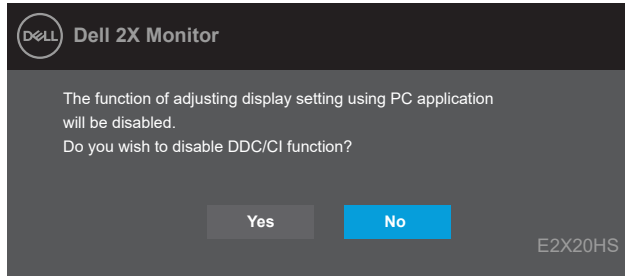 DELL Dell 2X Monitor
The function of adjusting display setting using PC application
will be disabled.
Do you wish to disable DDC/CI function?
Yes No
E2X20HS